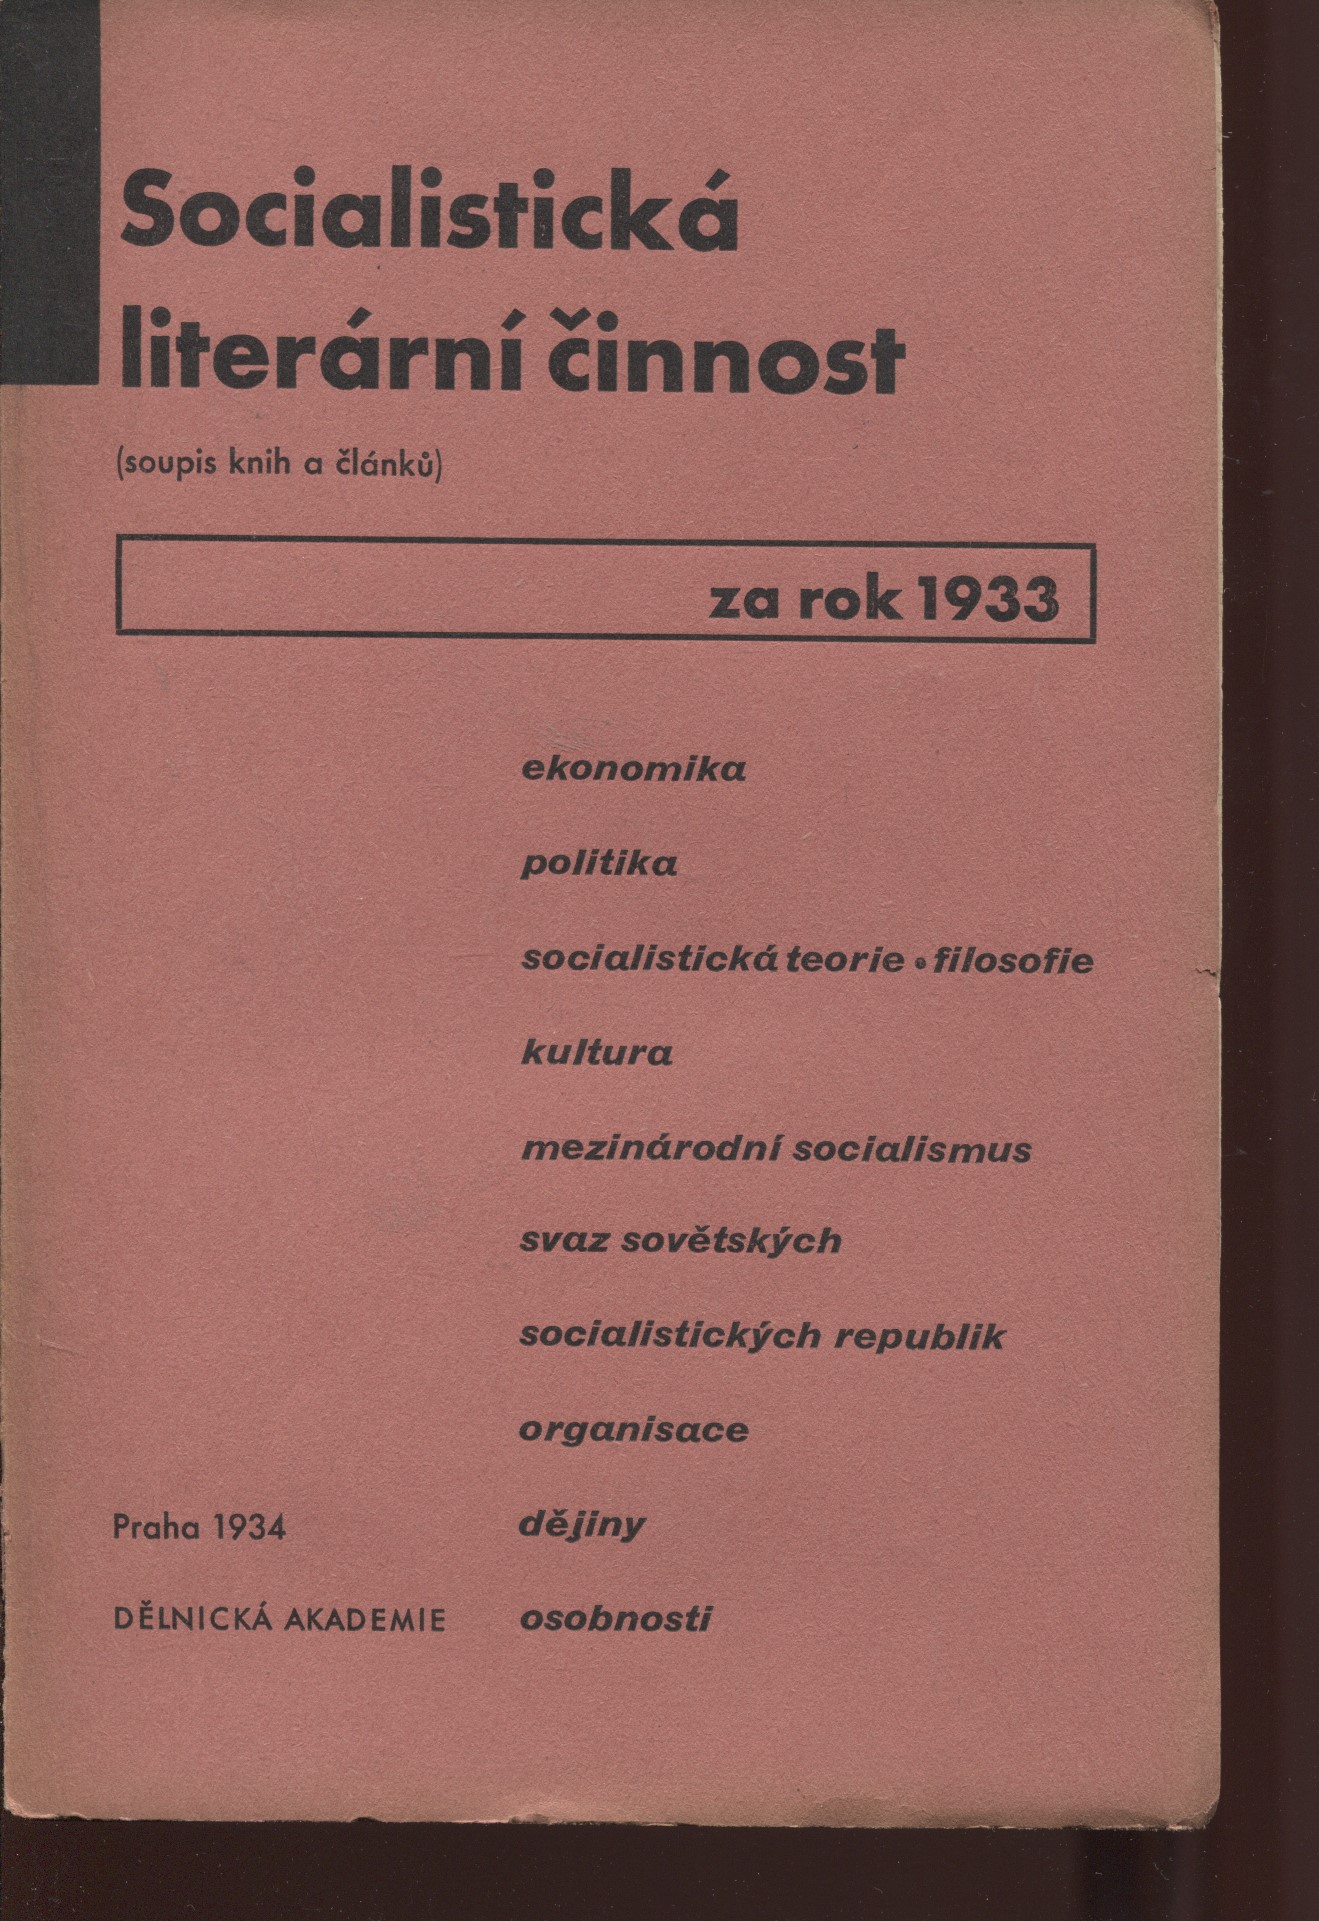 Socialistická
literární činnost
(soupis knih a článků)
za rok 1933
ekonomika
politika
socialistická teorie • filosofie
kultura
mezinárodní socialismus
svaz sovětských
socialistických republik
organisace
dějiny
osobnosti
Praha 1934
DĚLNICKÁ AKADEMIE